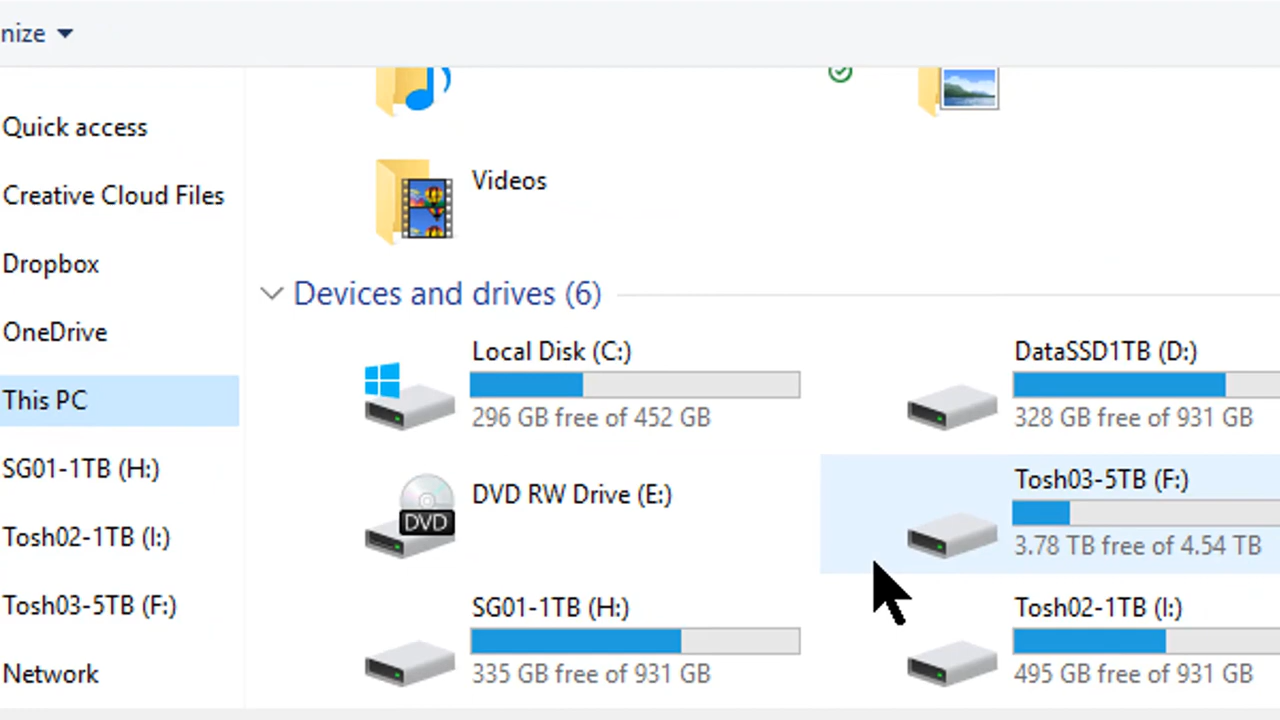 nize
Quick access
Creative Cloud Files
Dropbox
OneDrive
This PC
SG01-1TB (H:)
Tosh02-1TB (I:)
Tosh03-5TB (F:)
Network
Videos
Devices and drives (6)
Local Disk (C:)
296 GB free of 452 GB
DataSSD1TB (D:)
328 GB free of 931 GB
DVD
DVD RW Drive (E:)
Tosh03-5TB (F:)
3.78 TB free of 4.54 TB
SG01-1TB (H:)
335 GB free of 931 GB
Tosh02-1TB (I:)
495 GB free of 931 GB